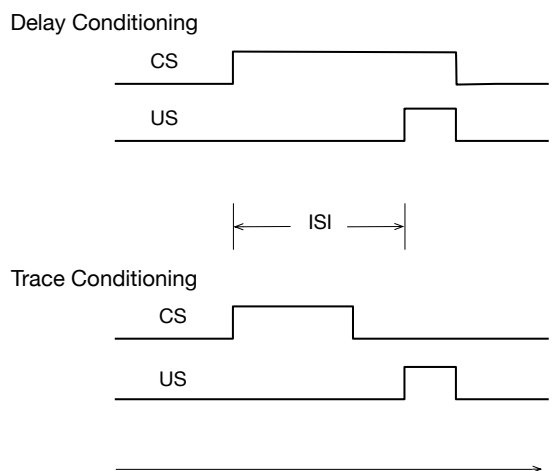 Delay Conditioning
CS
US
ISI
Trace Conditioning
CS
US